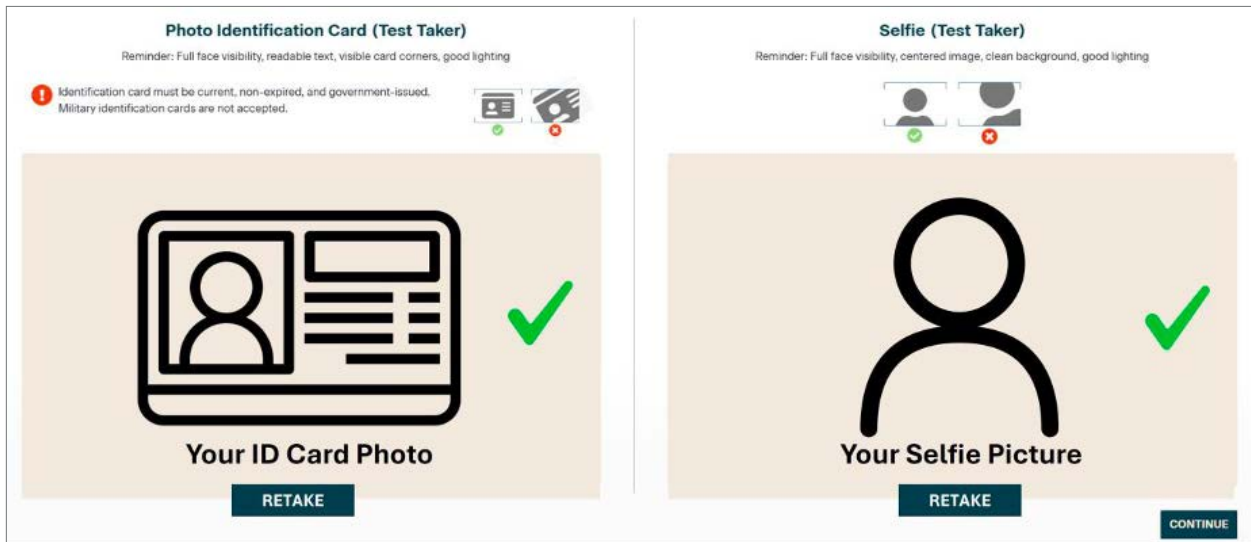 Photo Identification Card (Test Taker)
Reminder: Full face visibility, readable text, visible card corners, good lighting
Identification card must be current, non-expired, and government-issued.
Military identification cards are not accepted.
Your ID Card Photo
RETAKE
Selfie (Test Taker)
Reminder: Full face visibility, centered image, clean background, good lighting
Your Selfie Picture
RETAKE
CONTINUE